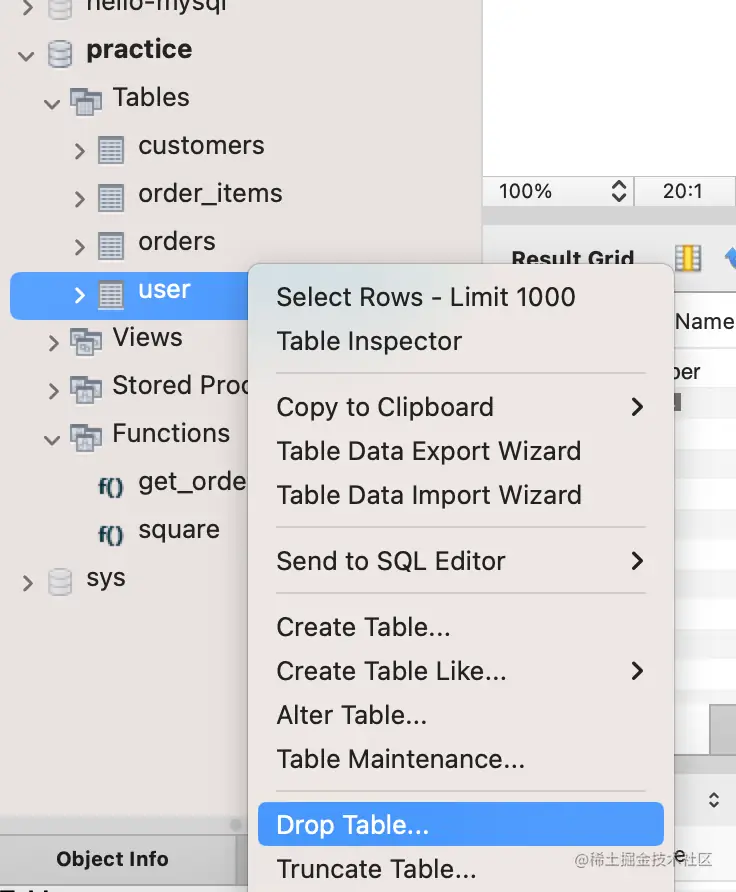 hello-mysql
practice
Tables
customers
order_items
orders
user
Views
Stored Proc
Functions
get_orde
square
sys
Object Info
100%
20:1
Result Grid
Name
ber
Select Rows - Limit 1000
Table Inspector
Copy to Clipboard
Table Data Export Wizard
Table Data Import Wizard
Send to SQL Editor
Create Table...
Create Table Like...
Alter Table...
Table Maintenance...
Drop Table...
Truncate Table...
@稀土掘金技术社区